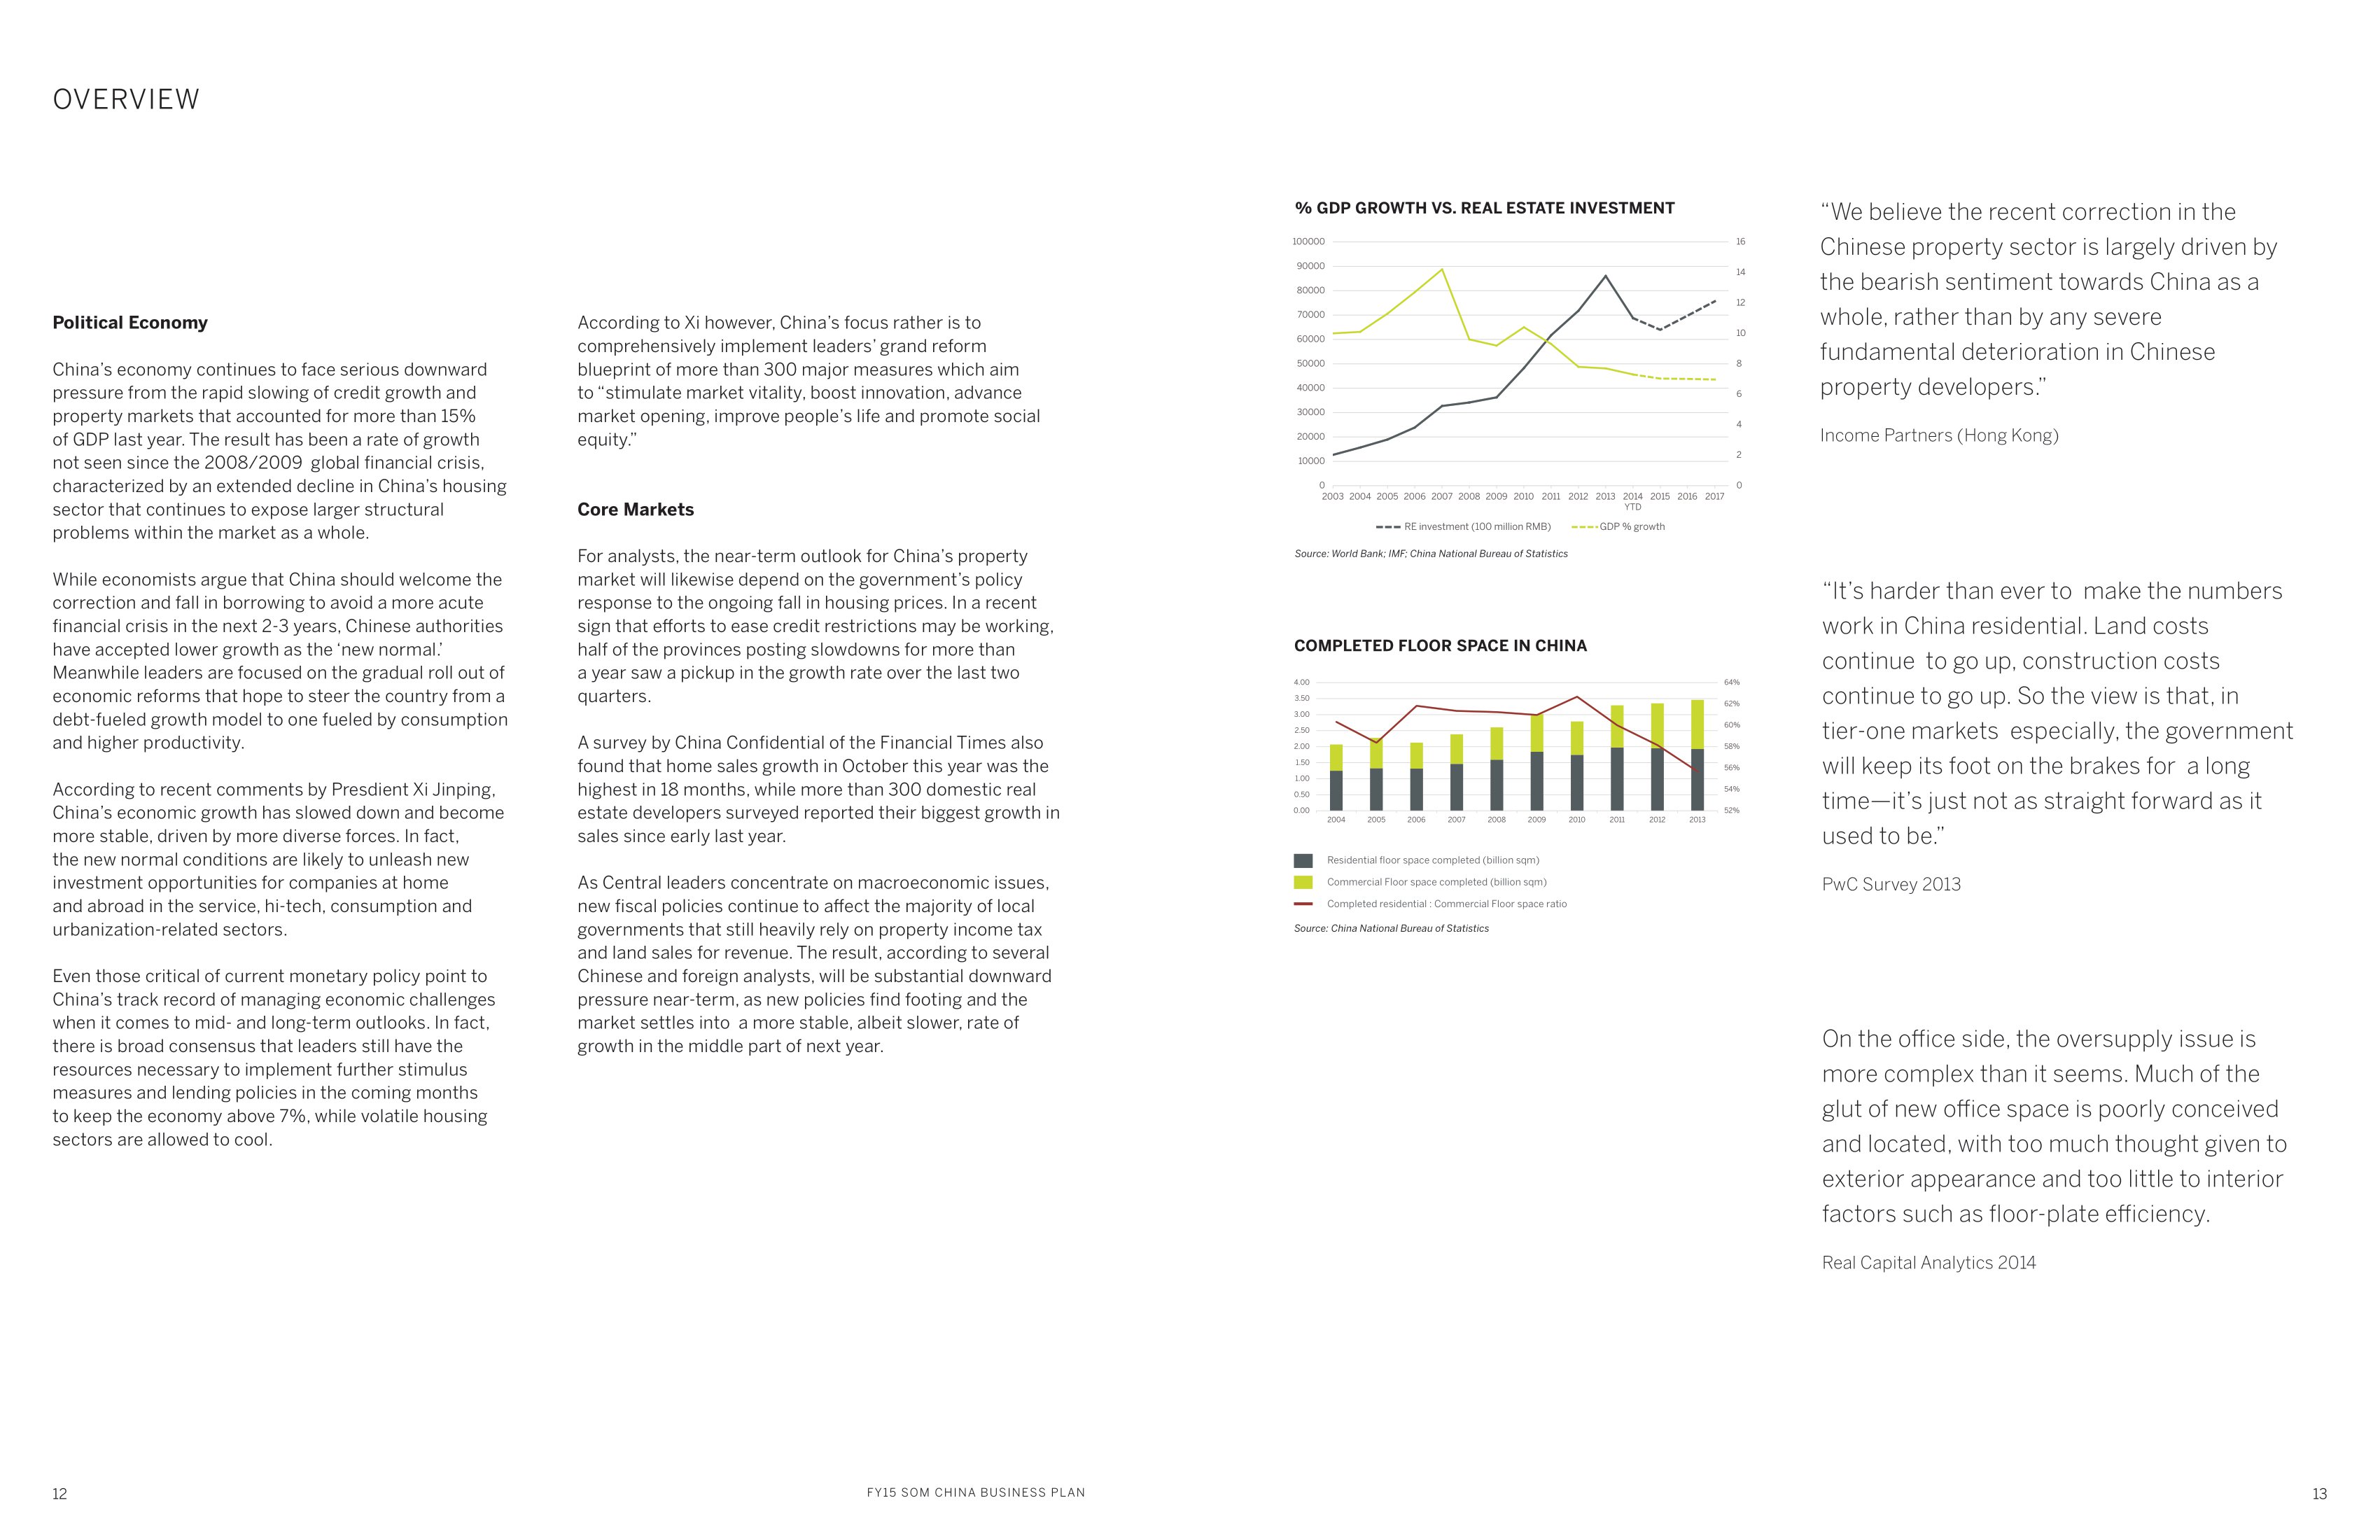 OVERVIEW
Political Economy
China’s economy continues to face serious downward
pressure from the rapid slowing of credit growth and
property markets that accounted for more than 15%
of GDP last year. The result has been a rate of growth
not seen since the 2008/2009  global financial crisis,
characterized by an extended decline in China’s housing
sector that continues to expose larger structural
problems within the market as a whole.
While economists argue that China should welcome the
correction and fall in borrowing to avoid a more acute
financial crisis in the next 2-3 years, Chinese authorities
have accepted lower growth as the ‘new normal.’
Meanwhile leaders are focused on the gradual roll out of
economic reforms that hope to steer the country from a
debt-fueled growth model to one fueled by consumption
and higher productivity.
According to recent comments by Presdient Xi Jinping,
China’s economic growth has slowed down and become
more stable, driven by more diverse forces. In fact,
the new normal conditions are likely to unleash new
investment opportunities for companies at home
and abroad in the service, hi-tech, consumption and
urbanization-related sectors.
Even those critical of current monetary policy point to
China’s track record of managing economic challenges
when it comes to mid- and long-term outlooks. In fact,
there is broad consensus that leaders still have the
resources necessary to implement further stimulus
measures and lending policies in the coming months
to keep the economy above 7%, while volatile housing
sectors are allowed to cool.
According to Xi however, China’s focus rather is to
comprehensively implement leaders’ grand reform
blueprint of more than 300 major measures which aim
to “stimulate market vitality, boost innovation, advance
market opening, improve people’s life and promote social
equity.”
Core Markets
For analysts, the near-term outlook for China’s property
market will likewise depend on the government’s policy
response to the ongoing fall in housing prices. In a recent
sign that efforts to ease credit restrictions may be working,
half of the provinces posting slowdowns for more than
a year saw a pickup in the growth rate over the last two
quarters.
A survey by China Confidential of the Financial Times also
found that home sales growth in October this year was the
highest in 18 months, while more than 300 domestic real
estate developers surveyed reported their biggest growth in
sales since early last year.
As Central leaders concentrate on macroeconomic issues,
new fiscal policies continue to affect the majority of local
governments that still heavily rely on property income tax
and land sales for revenue. The result, according to several
Chinese and foreign analysts, will be substantial downward
pressure near-term, as new policies find footing and the
market settles into  a more stable, albeit slower, rate of
growth in the middle part of next year.
% GDP GROWTH VS. REAL ESTATE INVESTMENT
100000 16
90000 14
80000 12
70000 10
60000 8
50000 6
40000 4
30000 2
20000 0
10000
0
2003 2004 2005 2006 2007 2008 2009 2010 2011 2012 2013 2014 2015 2016 2017
YTD
RE investment (100 million RMB) GDP % growth
Source: World Bank; IMF; China National Bureau of Statistics
COMPLETED FLOOR SPACE IN CHINA
4.00 64%
3.50 62%
3.00 60%
2.50 58%
2.00 56%
1.50 54%
1.00 52%
0.50
0.00
2004 2005 2006 2007 2008 2009 2010 2011 2012 2013
Residential floor space completed (billion sqm)
Commercial Floor space completed (billion sqm)
Completed residential : Commercial Floor space ratio
Source: China National Bureau of Statistics
“We believe the recent correction in the
Chinese property sector is largely driven by
the bearish sentiment towards China as a
whole, rather than by any severe
fundamental deterioration in Chinese
property developers.”
Income Partners (Hong Kong)
“It’s harder than ever to  make the numbers
work in China residential. Land costs
continue  to go up, construction costs
continue to go up. So the view is that, in
tier-one markets  especially, the government
will keep its foot on the brakes for  a long
time—it’s just not as straight forward as it
used to be.”
PwC Survey 2013
On the office side, the oversupply issue is
more complex than it seems. Much of the
glut of new office space is poorly conceived
and located, with too much thought given to
exterior appearance and too little to interior
factors such as floor-plate efficiency.
Real Capital Analytics 2014
12
FY15 SOM CHINA BUSINESS PLAN
13